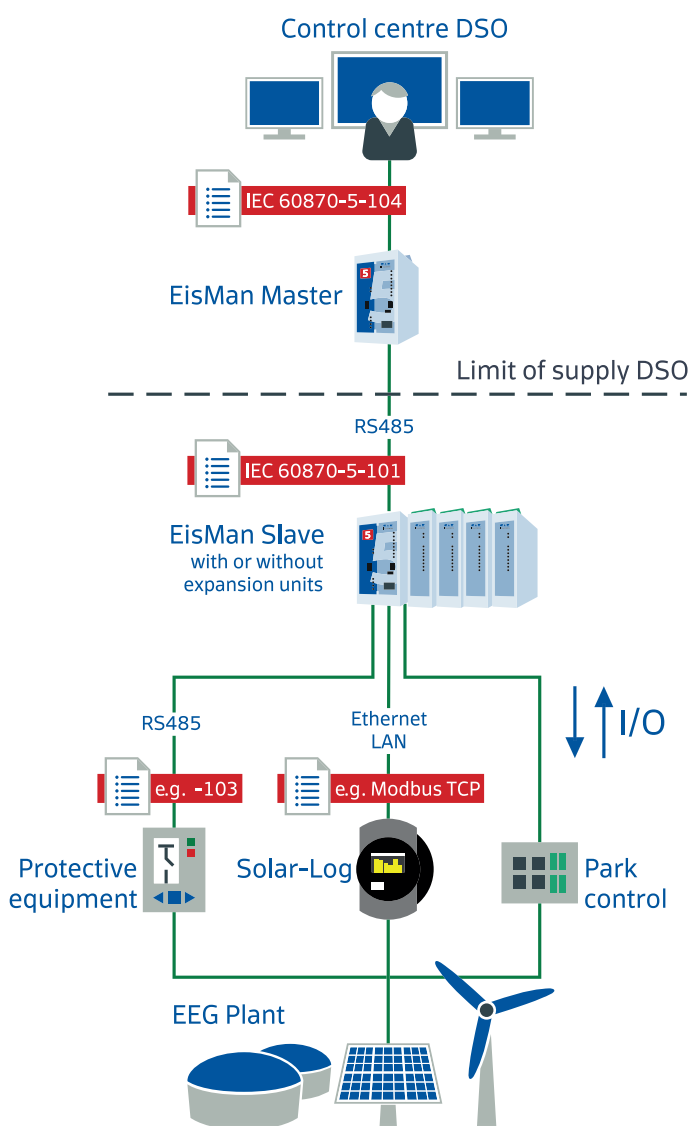 Control centre DSO
IEC 60870-5-104
5
EisMan Master
Limit of supply DSO
RS485
IEC 60870-5-101
5
EisMan Slave
with or without
expansion units
RS485
Ethernet
LAN
I/O
e.g. -103
e.g. Modbus TCP
Protective
equipment
Solar-Log
Park
control
EEG Plant